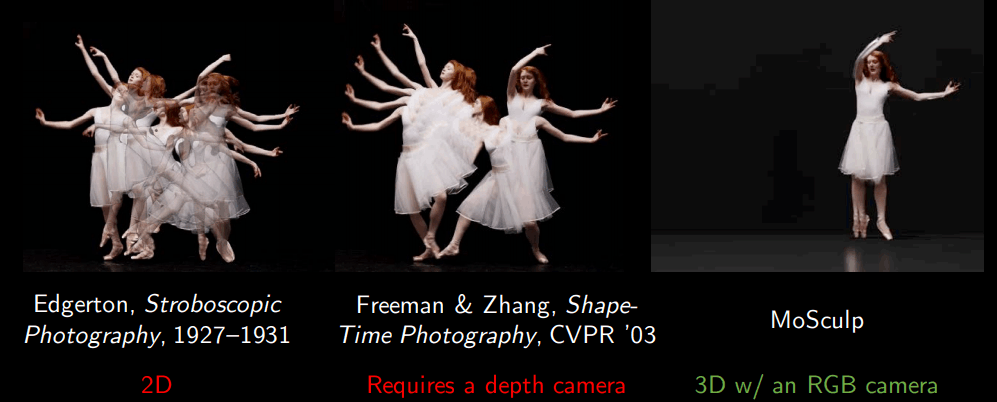 Edgerton, Stroboscopic
Photography, 1927–1931
2D
Freeman & Zhang, Shape-
Time Photography, CVPR '03
Requires a depth camera
MoSculp
3D w/ an RGB camera